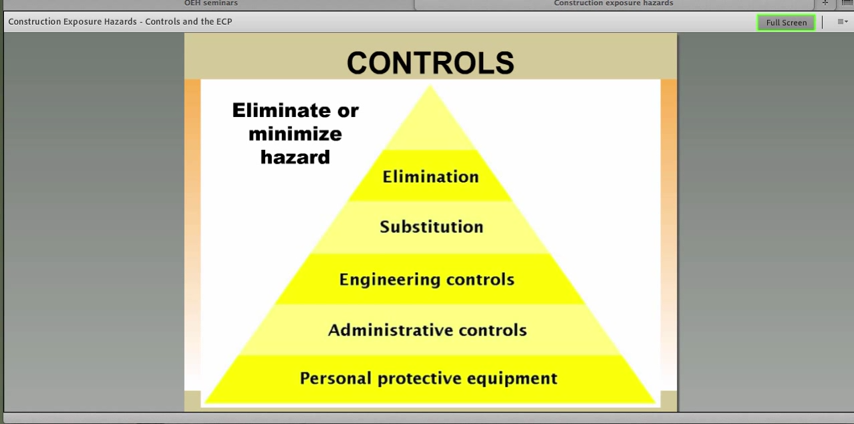 OEH seminars
Construction exposure hazards
Construction Exposure Hazards - Controls and the ECP
Full Screen
CONTROLS
Eliminate or
minimize
hazard
Elimination
Substitution
Engineering controls
Administrative controls
Personal protective equipment